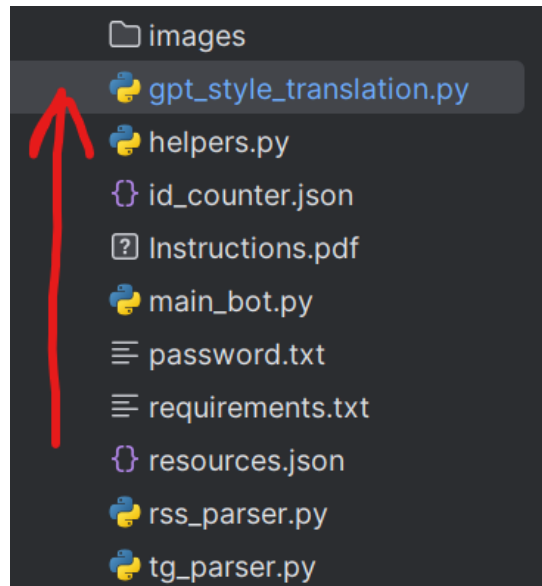 images
gpt_style_translation.py
helpers.py
{} id_counter.json
? Instructions.pdf
main_bot.py
password.txt
requirements.txt
{} resources.json
rss_parser.py
tg_parser.py